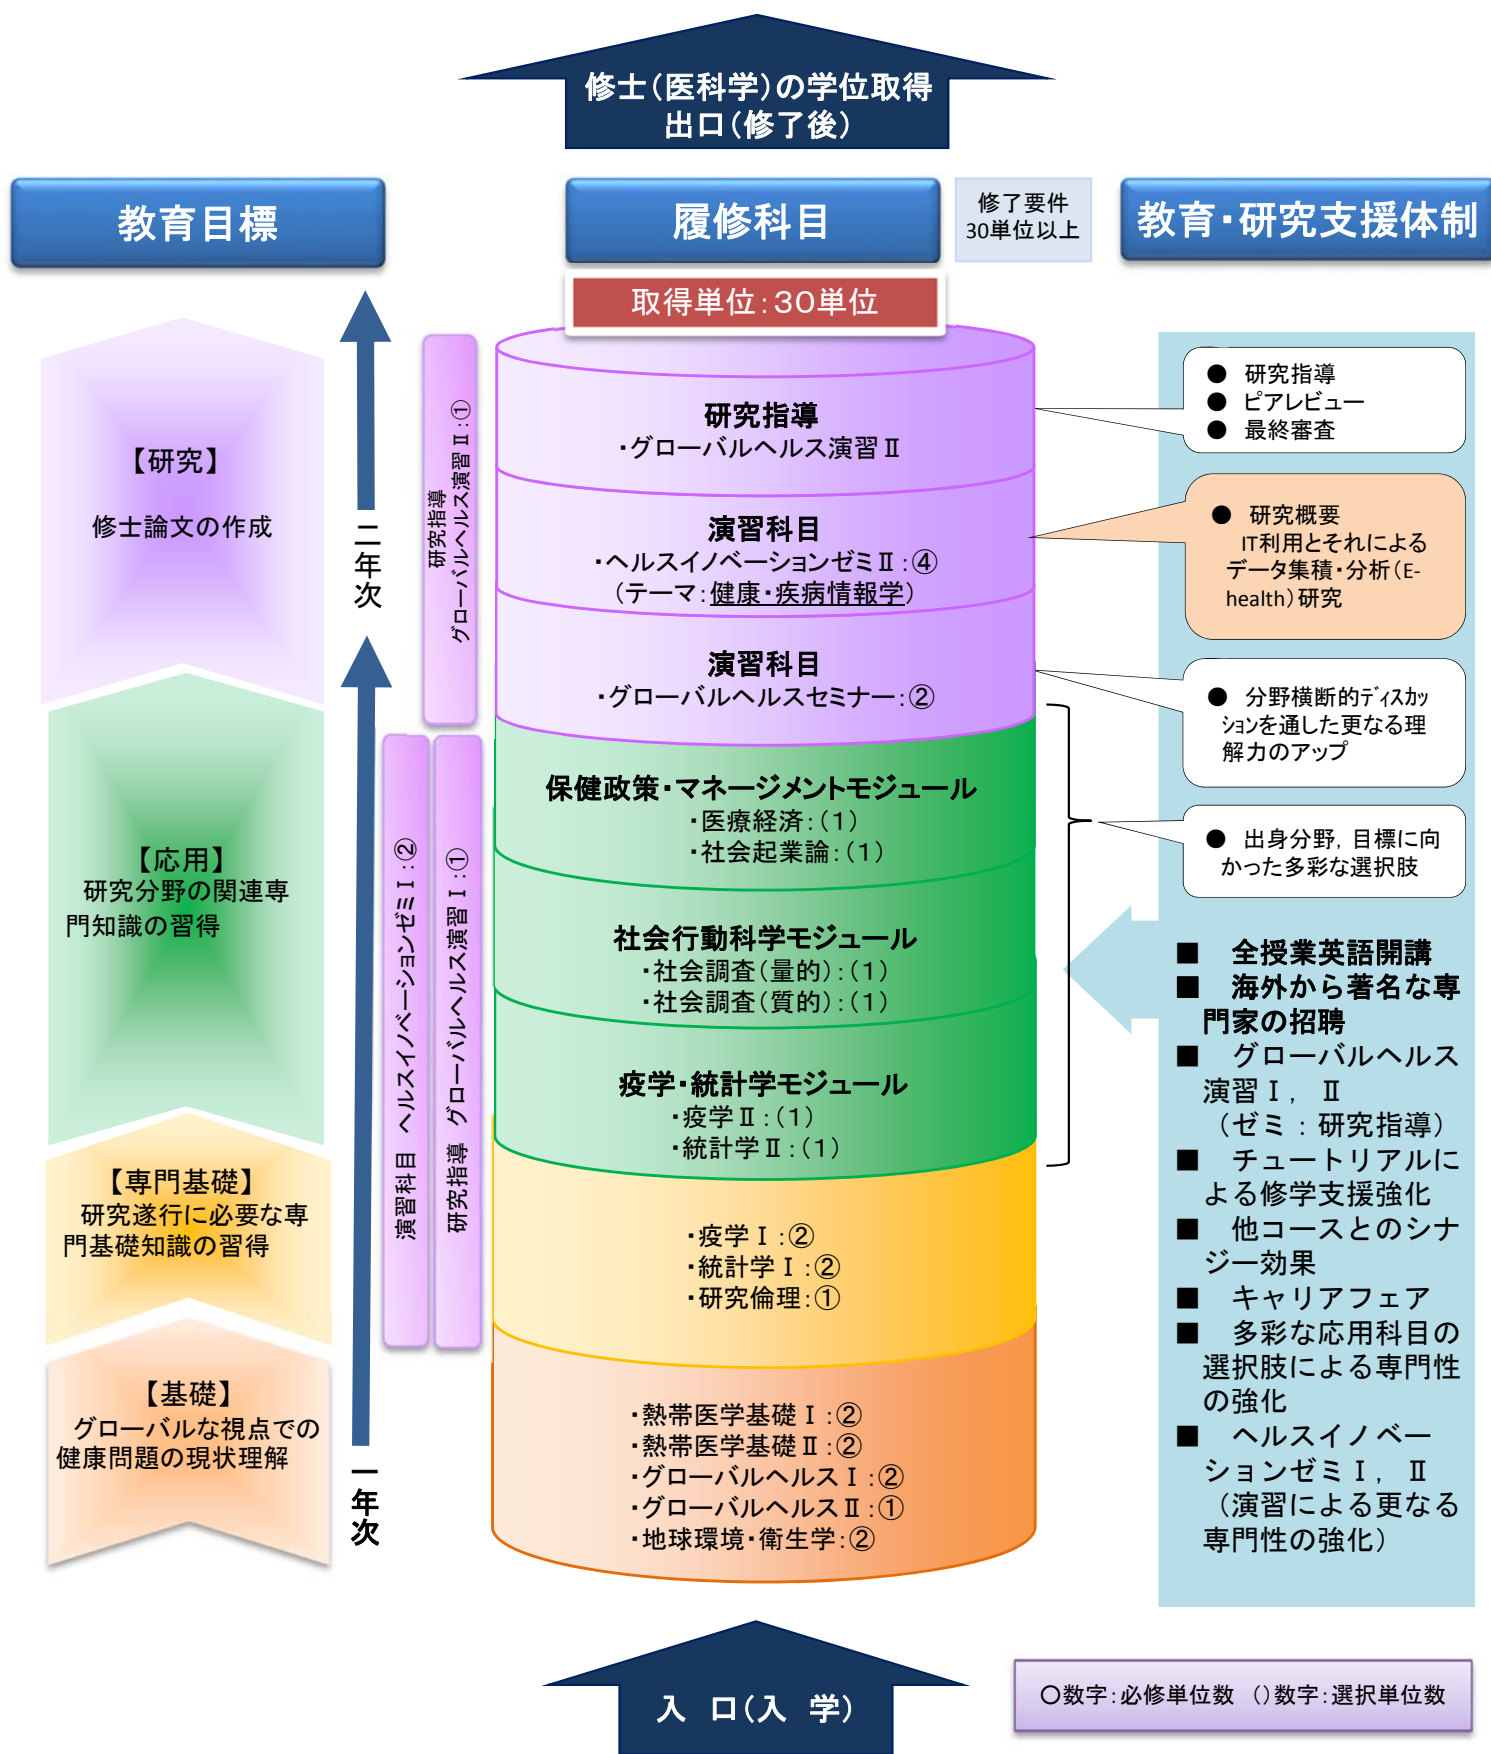 修士(医科学)の学位取得
出口(修了後)
教育目標
履修科目
修了要件
30単位以上
教育・研究支援体制
取得単位:30単位
【研究】
修士論文の作成
【応用】
研究分野の関連専
門知識の習得
【専門基礎】
研究遂行に必要な専
門基礎知識の習得
【基礎】
グローバルな視点での
健康問題の現状理解
二年次
一年次
研究指導
グローバルヘルス演習Ⅱ:①
演習科目 ヘルスイノベーションゼミⅠ:②
研究指導 グローバルヘルス演習Ⅰ:①
研究指導
・グローバルヘルス演習Ⅱ
演習科目
・ヘルスイノベーションゼミⅡ:④
(テーマ:健康・疾病情報学)
演習科目
・グローバルヘルスセミナー:②
保健政策・マネージメントモジュール
・医療経済:(1)
・社会起業論:(1)
社会行動科学モジュール
・社会調査(量的):(1)
・社会調査(質的):(1)
疫学・統計学モジュール
・疫学Ⅱ:(1)
・統計学Ⅱ:(1)
・疫学Ⅰ:②
・統計学Ⅰ:②
・研究倫理:①
・熱帯医学基礎Ⅰ:②
・熱帯医学基礎Ⅱ:②
・グローバルヘルスⅠ:②
・グローバルヘルスⅡ:①
・地球環境・衛生学:②
● 研究指導
● ピアレビュー
● 最終審査
● 研究概要
IT利用とそれによる
データ集積・分析(E-
health)研究
● 分野横断的ディスカッ
ションを通した更なる理
解力のアップ
● 出身分野,目標に向
かった多彩な選択肢
■ 全授業英語開講
■ 海外から著名な専
門家の招聘
■ グローバルヘルス
演習Ⅰ,Ⅱ
(ゼミ:研究指導)
■ チュートリアルに
よる修学支援強化
■ 他コースとのシナ
ジー効果
■ キャリアフェア
■ 多彩な応用科目の
選択肢による専門性
の強化
■ ヘルスイノベー
ションゼミⅠ,Ⅱ
(演習による更なる
専門性の強化)
入 口(入 学)
〇数字:必修単位数 ()数字:選択単位数